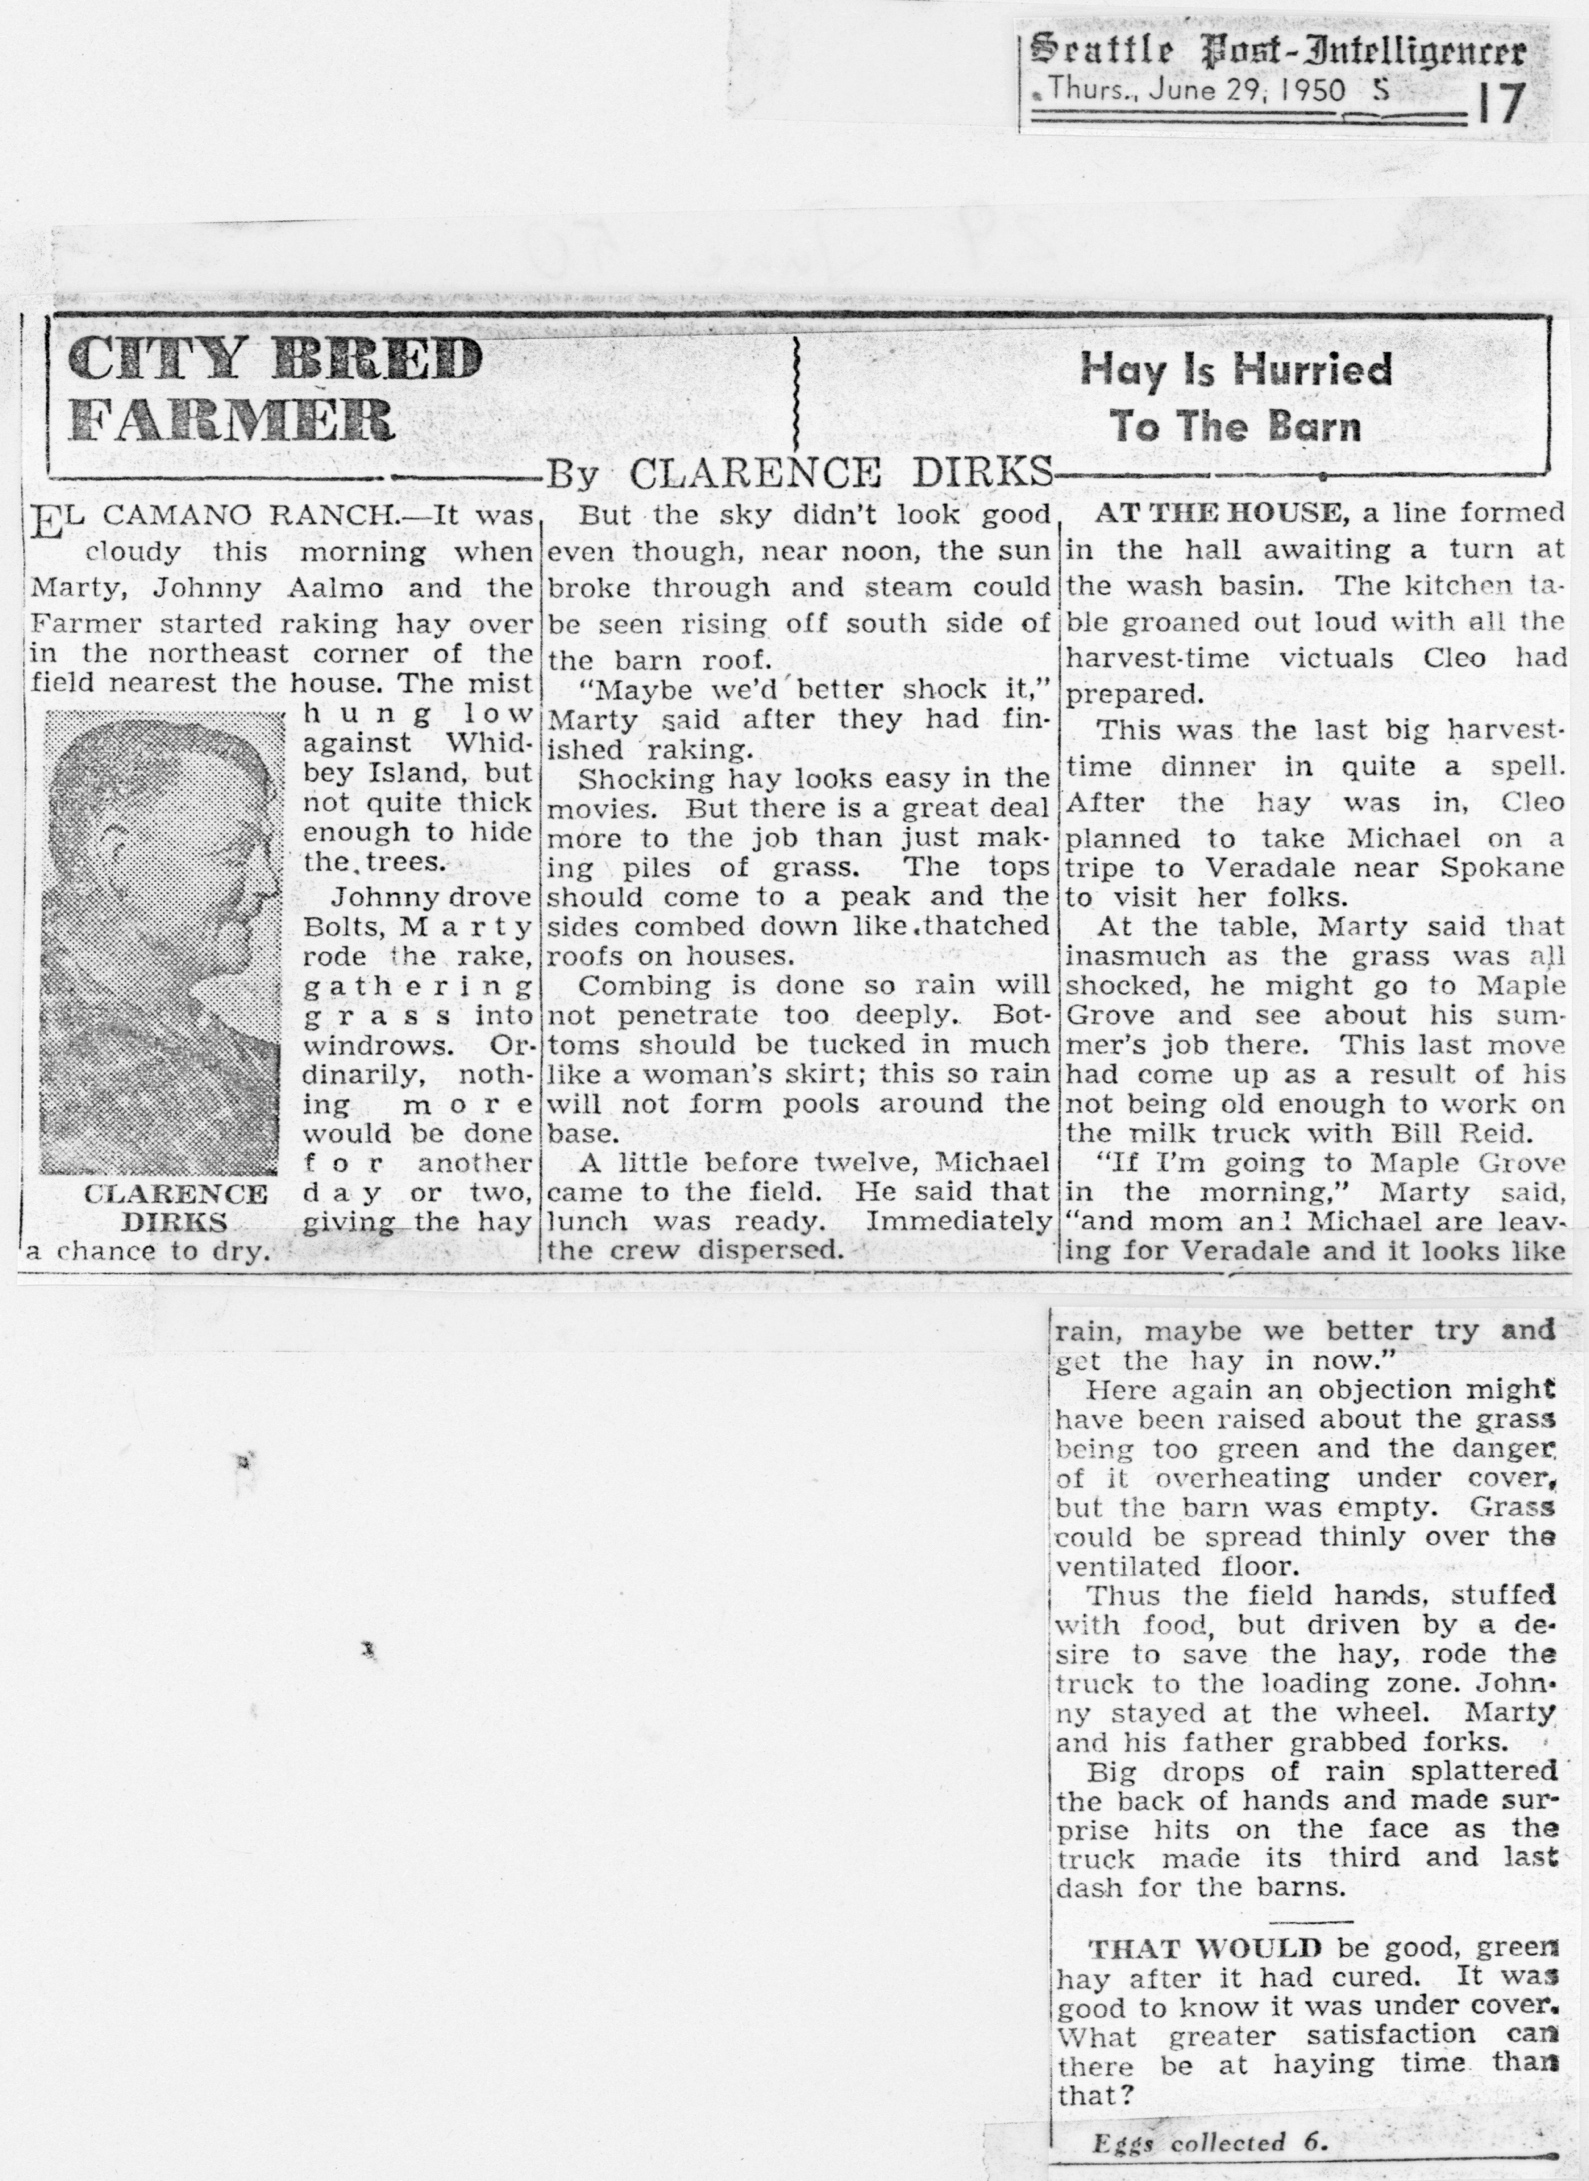 Seattle Post-Intelligencer
Thurs., June 29, 1950 S 17
CITY BRED
FARMER
Hay Is Hurried
To The Barn
By CLARENCE DIRKS
EL CAMANO RANCH.—It was
cloudy this morning when
Marty, Johnny Aalmo and the
Farmer started raking hay over
in the northeast corner of the
field nearest the house. The mist
hung low
against Whid-
bey Island, but
not quite thick
enough to hide
the trees.
Johnny drove
Bolts, Marty
rode the rake,
gathering
grass into
windrows. Or-
dinarily, noth-
ing more
would be done
for another
day or two,
giving the hay
a chance to dry.
CLARENCE
DIRKS
But the sky didn't look good
even though, near noon, the sun
broke through and steam could
be seen rising off south side of
the barn roof.
"Maybe we'd better shock it,"
Marty said after they had fin-
ished raking.
Shocking hay looks easy in the
movies. But there is a great deal
more to the job than just mak-
ing piles of grass. The tops
should come to a peak and the
sides combed down like thatched
roofs on houses.
Combing is done so rain will
not penetrate too deeply. Bot-
toms should be tucked in much
like a woman's skirt; this so rain
will not form pools around the
base.
A little before twelve, Michael
came to the field. He said that
lunch was ready. Immediately
the crew dispersed.
AT THE HOUSE, a line formed
in the hall awaiting a turn at
the wash basin. The kitchen ta-
ble groaned out loud with all the
harvest-time victuals Cleo had
prepared.
This was the last big harvest-
time dinner in quite a spell.
After the hay was in, Cleo
planned to take Michael on a
tripe to Veradale near Spokane
to visit her folks.
At the table, Marty said that
inasmuch as the grass was all
shocked, he might go to Maple
Grove and see about his sum-
mer's job there. This last move
had come up as a result of his
not being old enough to work on
the milk truck with Bill Reid.
"If I'm going to Maple Grove
in the morning," Marty said,
"and mom and Michael are leav-
ing for Veradale and it looks like
rain, maybe we better try and
get the hay in now."
Here again an objection might
have been raised about the grass
being too green and the danger
of it overheating under cover,
but the barn was empty. Grass
could be spread thinly over the
ventilated floor.
Thus the field hands, stuffed
with food, but driven by a de-
sire to save the hay, rode the
truck to the loading zone. John-
ny stayed at the wheel. Marty
and his father grabbed forks.
Big drops of rain splattered
the back of hands and made sur-
prise hits on the face as the
truck made its third and last
dash for the barns.
THAT WOULD be good, green
hay after it had cured. It was
good to know it was under cover.
What greater satisfaction can
there be at haying time than
that?
Eggs collected 6.